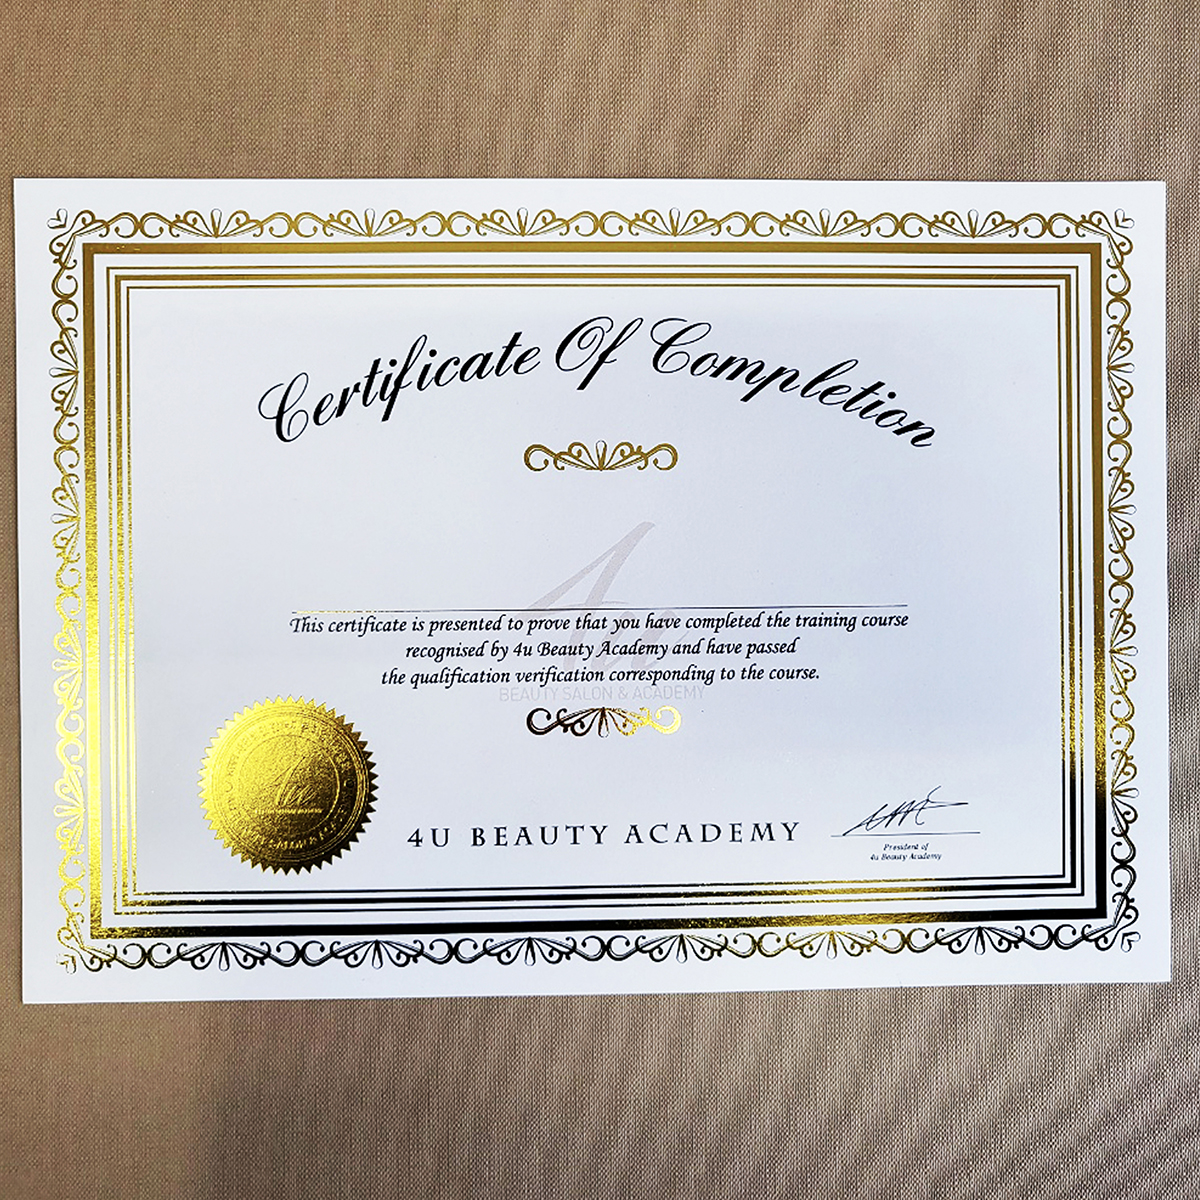 Certificate Of Completion
4u
This certificate is presented to prove that you have completed the training course
recognised by 4u Beauty Academy and have passed
the qualification verification corresponding to the course.
BEAUTY SALON & ACADEMY
4U BEAUTY ACADEMY
President of
4u Beauty Academy